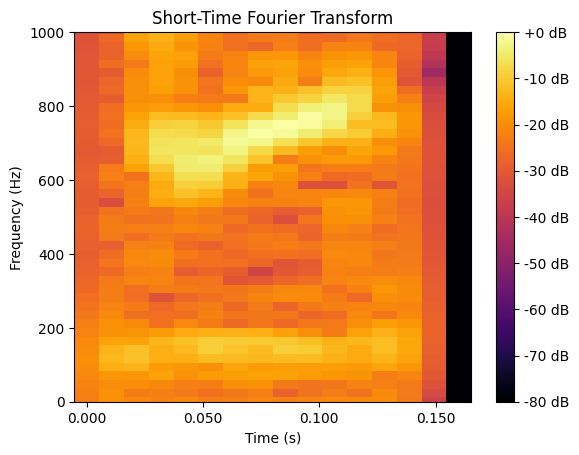 Short-Time Fourier Transform
1000
800
600
400
200
0
Frequency (Hz)
0.000
0.050
0.100
0.150
Time (s)
+0 dB
-10 dB
-20 dB
-30 dB
-40 dB
-50 dB
-60 dB
-70 dB
-80 dB